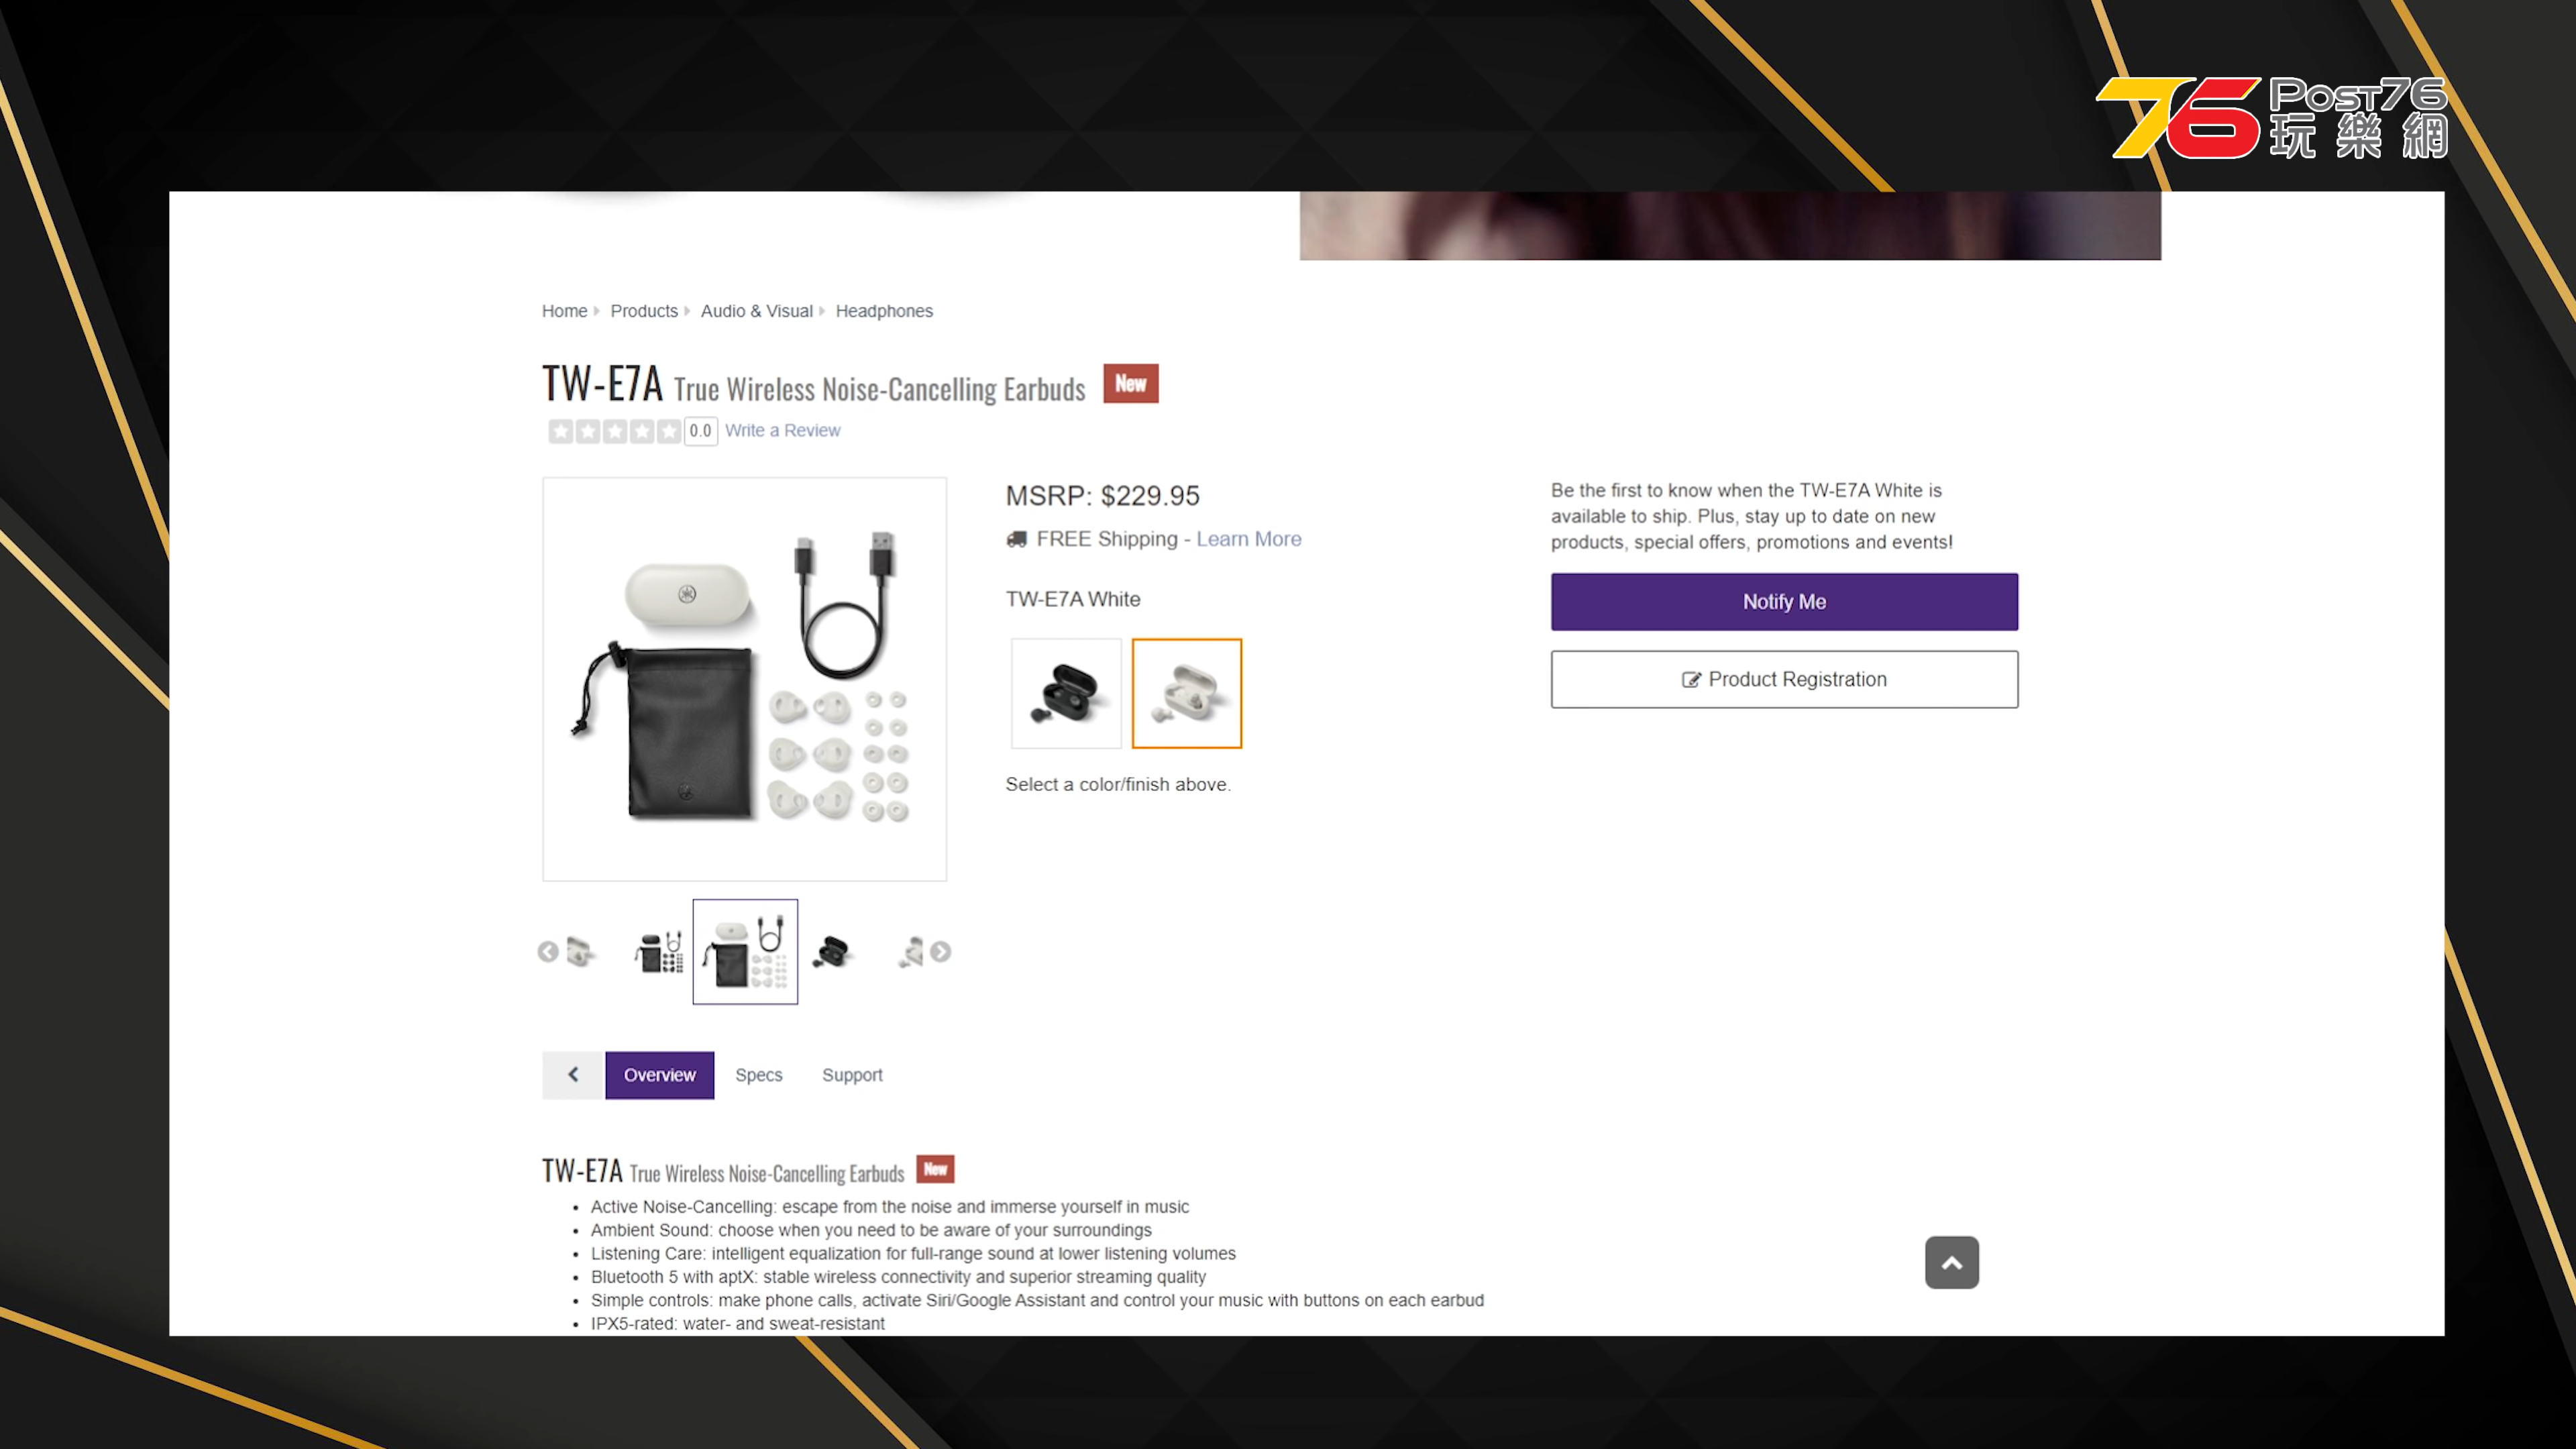 76 Post76
玩樂網
Home Products Audio & Visual Headphones
TW-E7A True Wireless Noise-Cancelling Earbuds New
0.0 Write a Review
MSRP: $229.95
FREE Shipping - Learn More
TW-E7A White
Select a color/finish above.
Be the first to know when the TW-E7A White is
available to ship. Plus, stay up to date on new
products, special offers, promotions and events!
Notify Me
Product Registration
Overview Specs Support
TW-E7A True Wireless Noise-Cancelling Earbuds New
• Active Noise-Cancelling: escape from the noise and immerse yourself in music
• Ambient Sound: choose when you need to be aware of your surroundings
• Listening Care: intelligent equalization for full-range sound at lower listening volumes
• Bluetooth 5 with aptX: stable wireless connectivity and superior streaming quality
• Simple controls: make phone calls, activate Siri/Google Assistant and control your music with buttons on each earbud
• IPX5-rated: water- and sweat-resistant